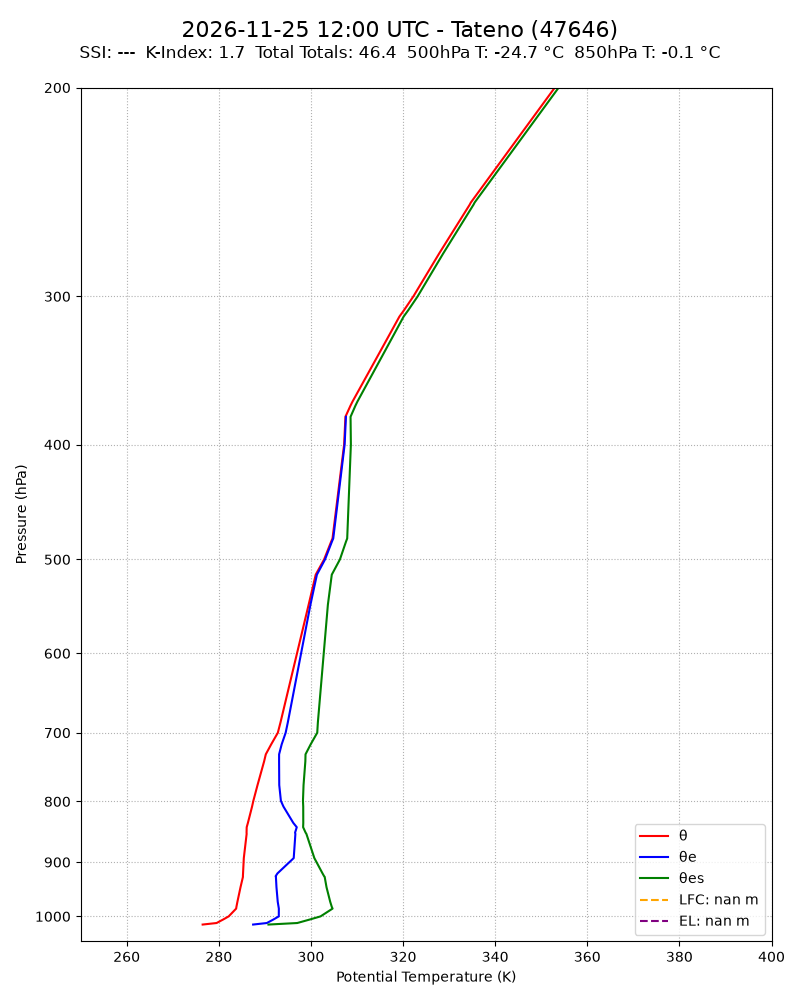 2026-11-25 12:00 UTC - Tateno (47646)
SSI: ---  K-Index: 1.7  Total Totals: 46.4  500hPa T: -24.7 °C  850hPa T: -0.1 °C
200
300
400
500
600
700
800
900
1000
Pressure (hPa)
260
280
300
320
340
360
380
400
Potential Temperature (K)
θ
θe
θes
LFC: nan m
EL: nan m